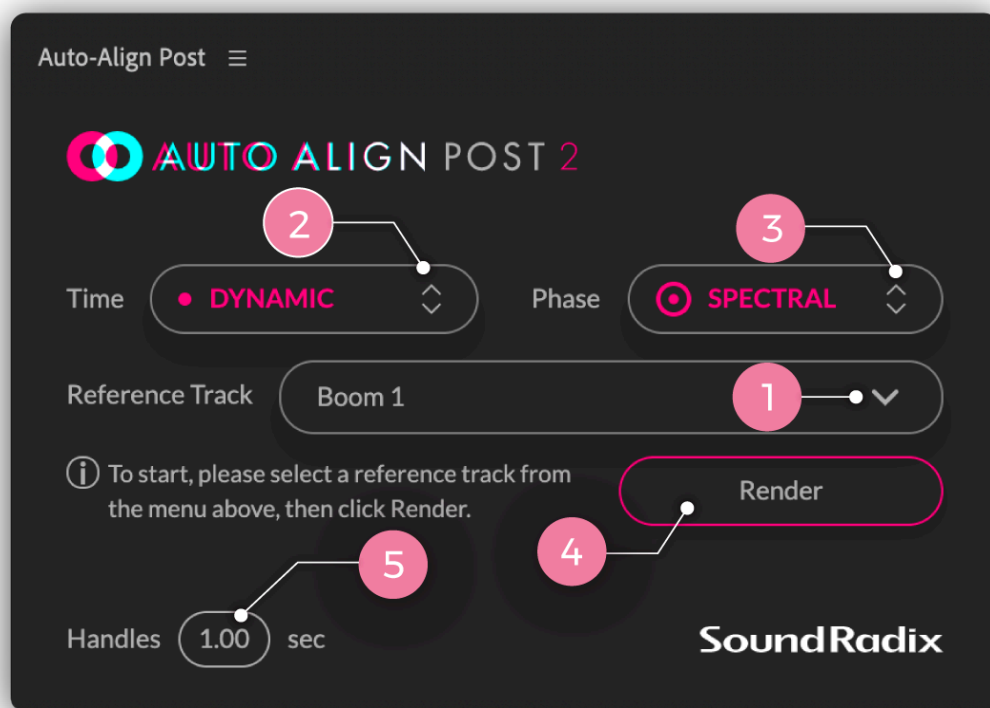 Auto-Align Post
AUTO ALIGN POST 2
2
3
Time
DYNAMIC
Phase
SPECTRAL
Reference Track
Boom 1
1
To start, please select a reference track from
the menu above, then click Render.
Render
4
5
Handles
1.00
sec
SoundRadix